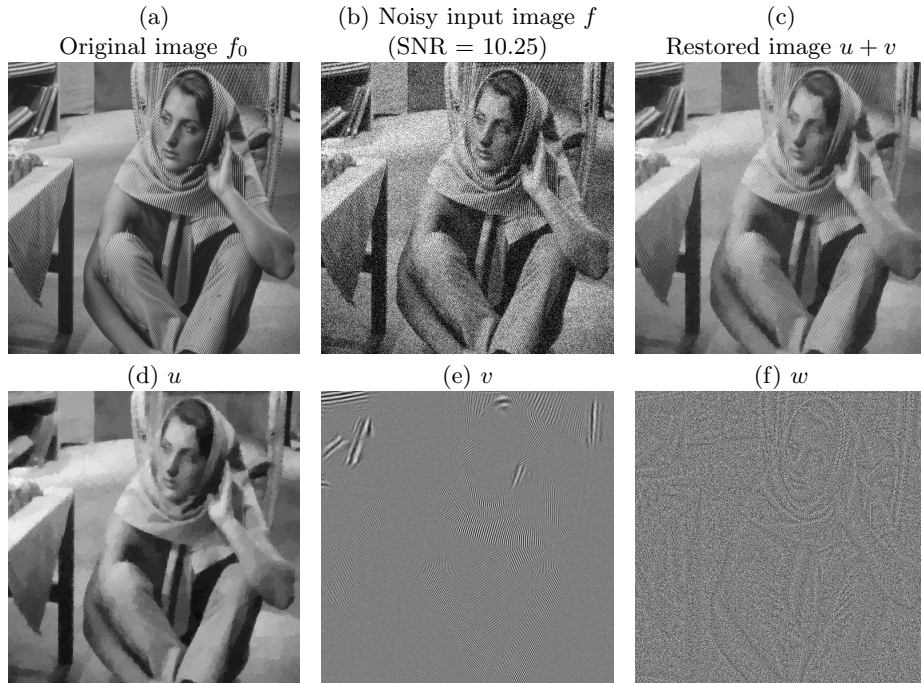 (a)
Original image f₀
(b) Noisy input image f
(SNR = 10.25)
(c)
Restored image u + v
(d) u
(e) v
(f) w